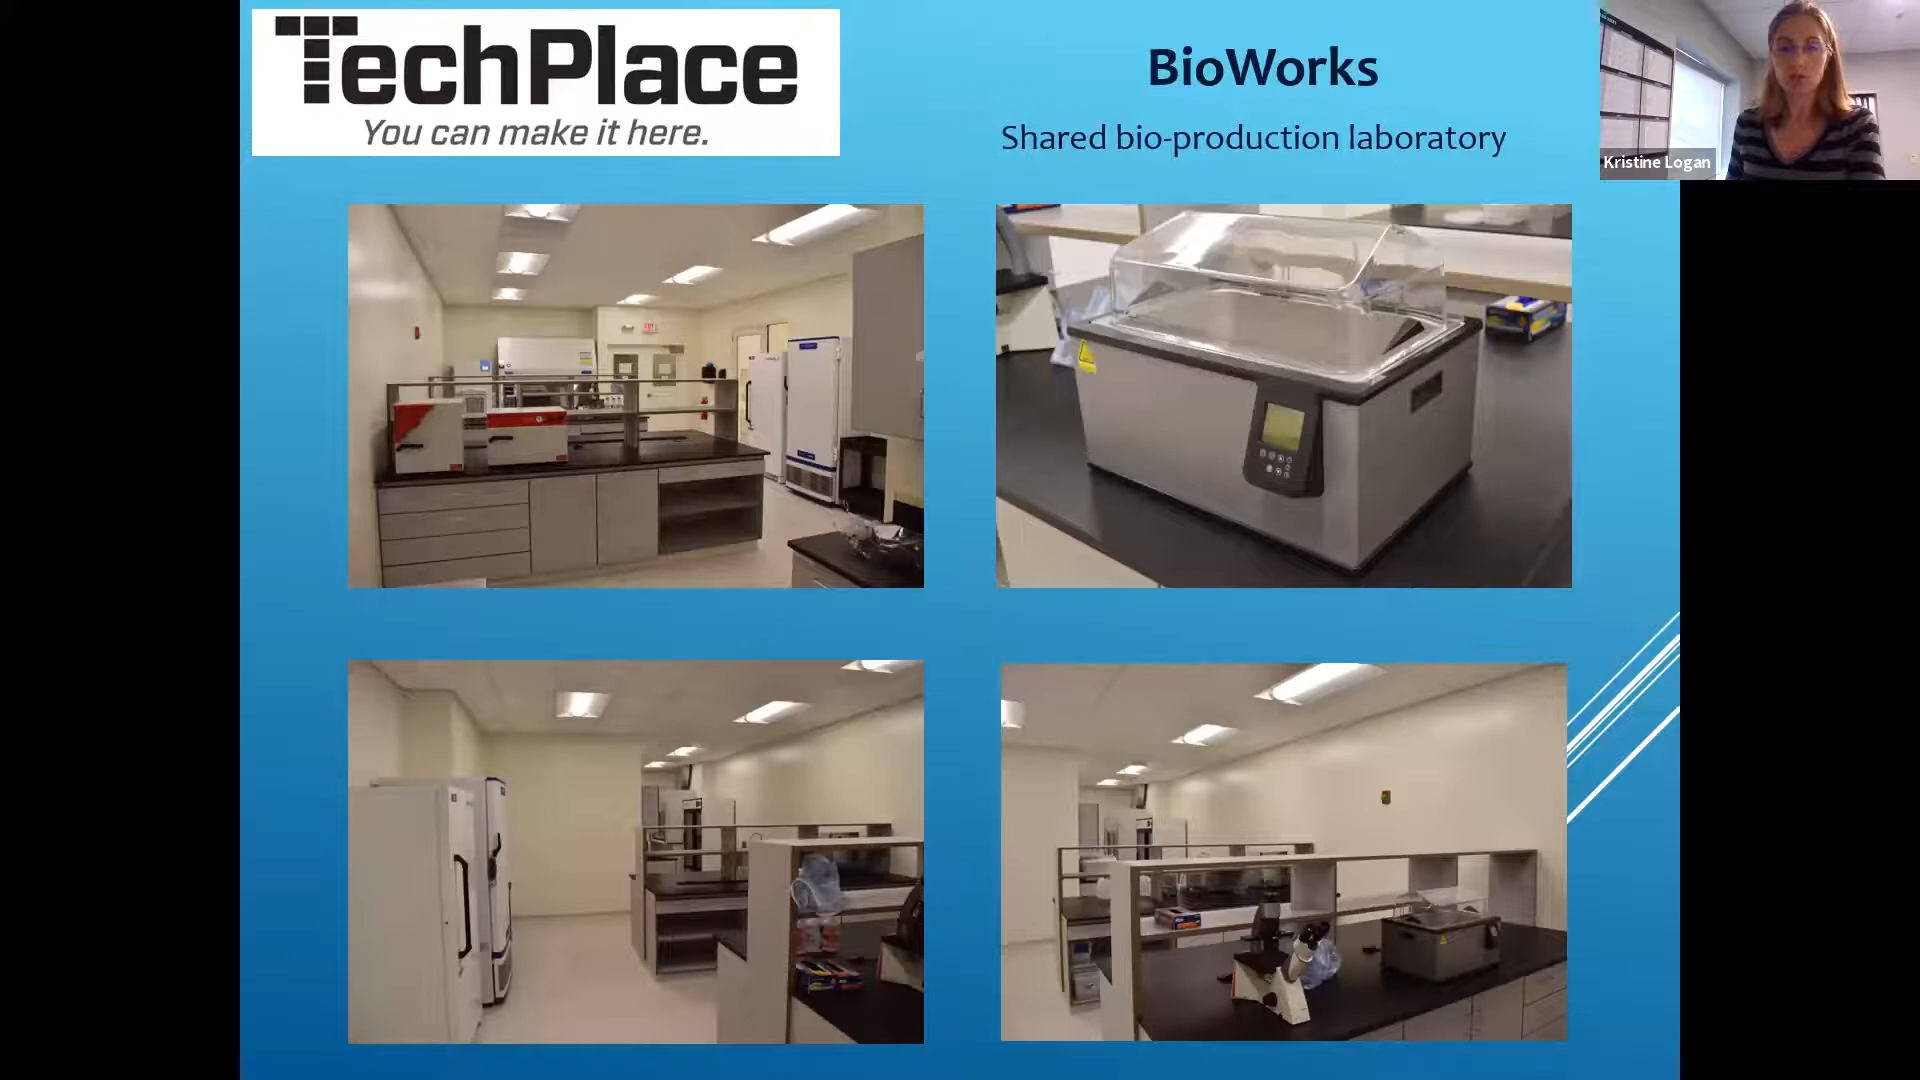 TechPlace
You can make it here.
BioWorks
Shared bio-production laboratory
Kristine Logan